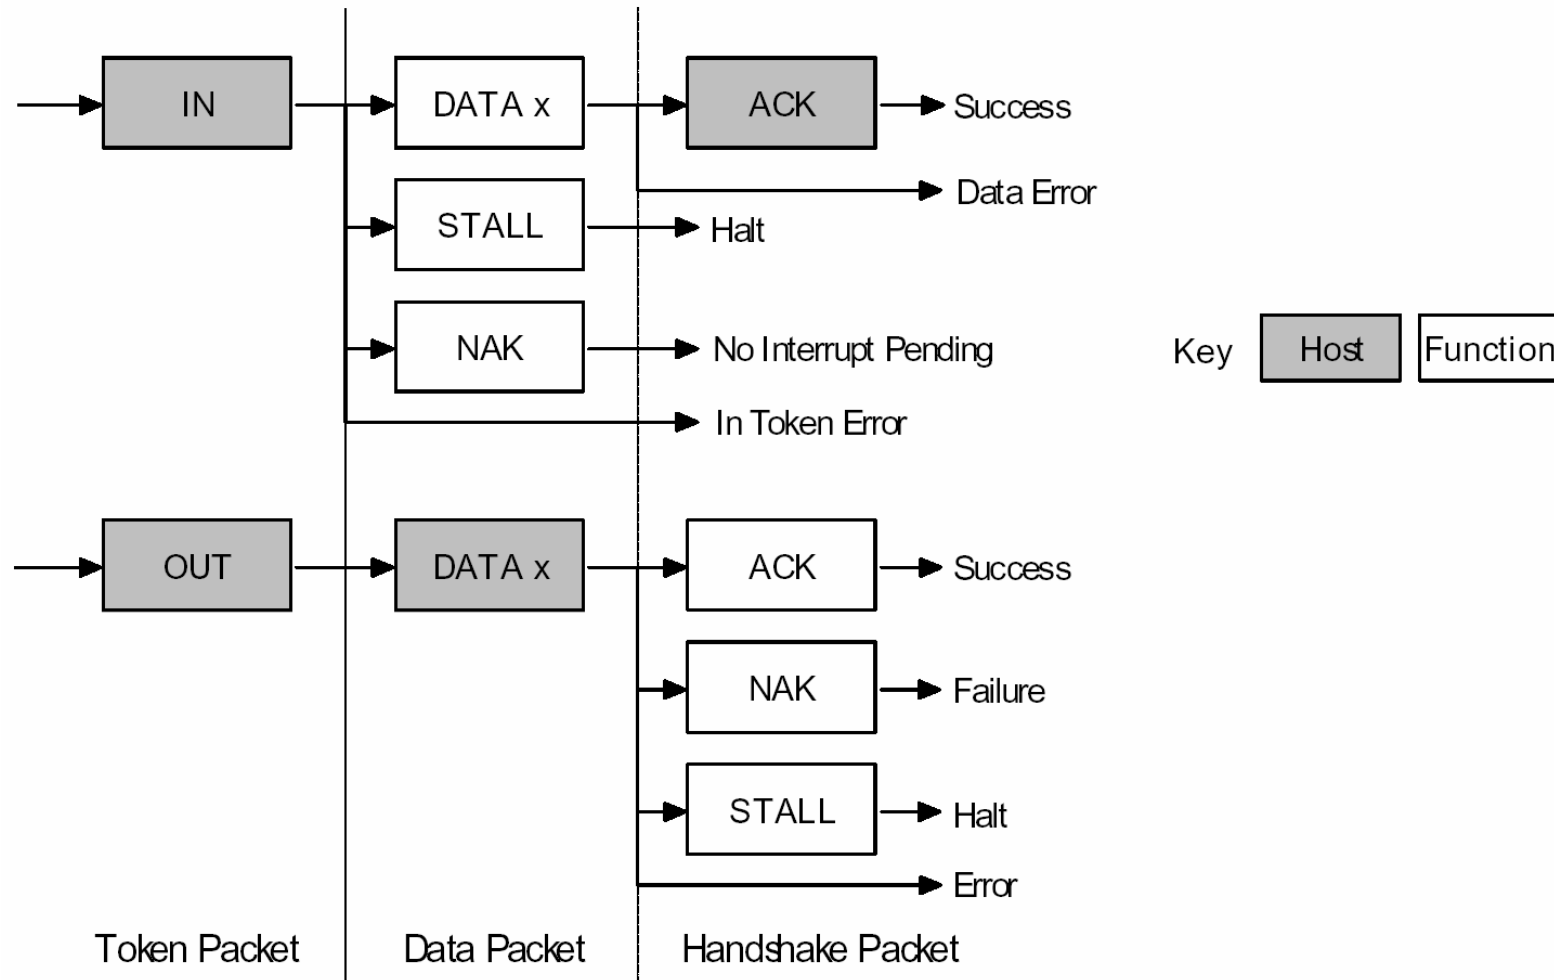 IN
DATA x
ACK
Success
Data Error
STALL
Halt
NAK
No Interrupt Pending
Key
Host
Function
In Token Error
OUT
DATA x
ACK
Success
NAK
Failure
STALL
Halt
Error
Token Packet
Data Packet
Handshake Packet